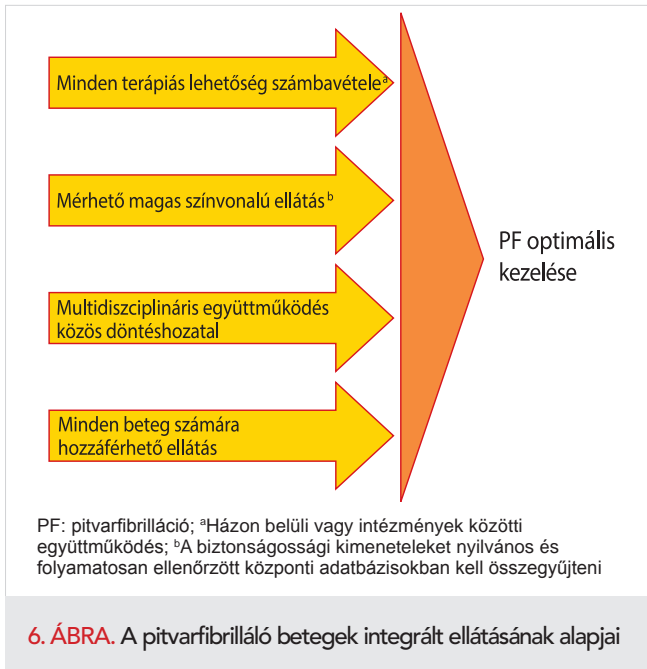 Minden terápiás lehetőség számbavétele a
Mérhető magas színvonalú ellátás b
Multidiszciplináris együttműködés
közös döntéshozatal
Minden beteg számára
hozzáférhető ellátás
PF optimális
kezelése
PF: pitvarfibrilláció; aHázon belüli vagy intézmények közötti
együttműködés; bA biztonságossági kimeneteleket nyilvános és
folyamatosan ellenőrzött központi adatbázisokban kell összegyűjteni
6. ÁBRA. A pitvarfibrilláló betegek integrált ellátásának alapjai